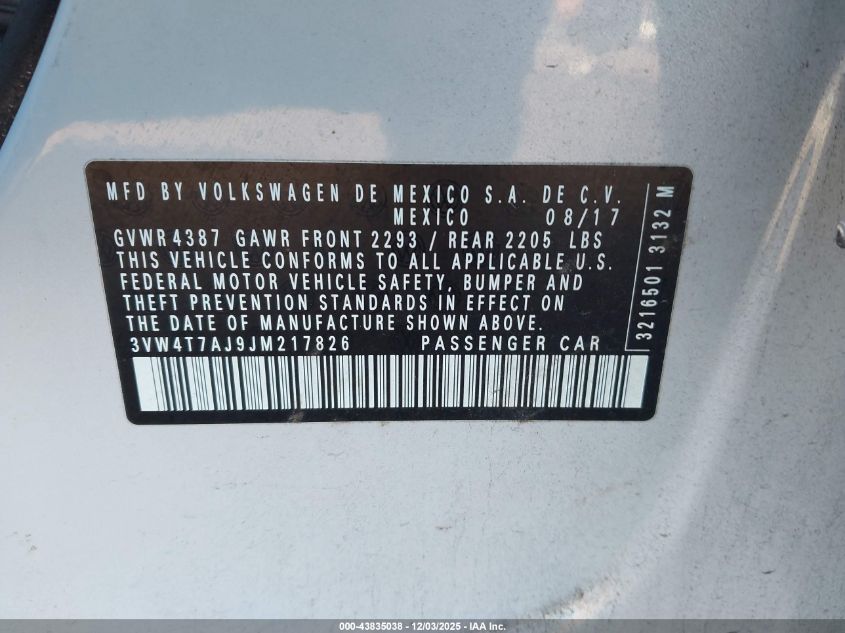 MFD BY VOLKSWAGEN DE MEXICO S.A. DE C.V.
MEXICO 08/17
GVWR 4387 GAWR FRONT 2293 / REAR 2205 LBS
THIS VEHICLE CONFORMS TO ALL APPLICABLE U.S.
FEDERAL MOTOR VEHICLE SAFETY, BUMPER AND
THEFT PREVENTION STANDARDS IN EFFECT ON
THE DATE OF MANUFACTURE SHOWN ABOVE.
3VW4T7AJ9JM217826 PASSENGER CAR
3216501 3132 M
000-43835038 - 12/03/2025 - IAA Inc.